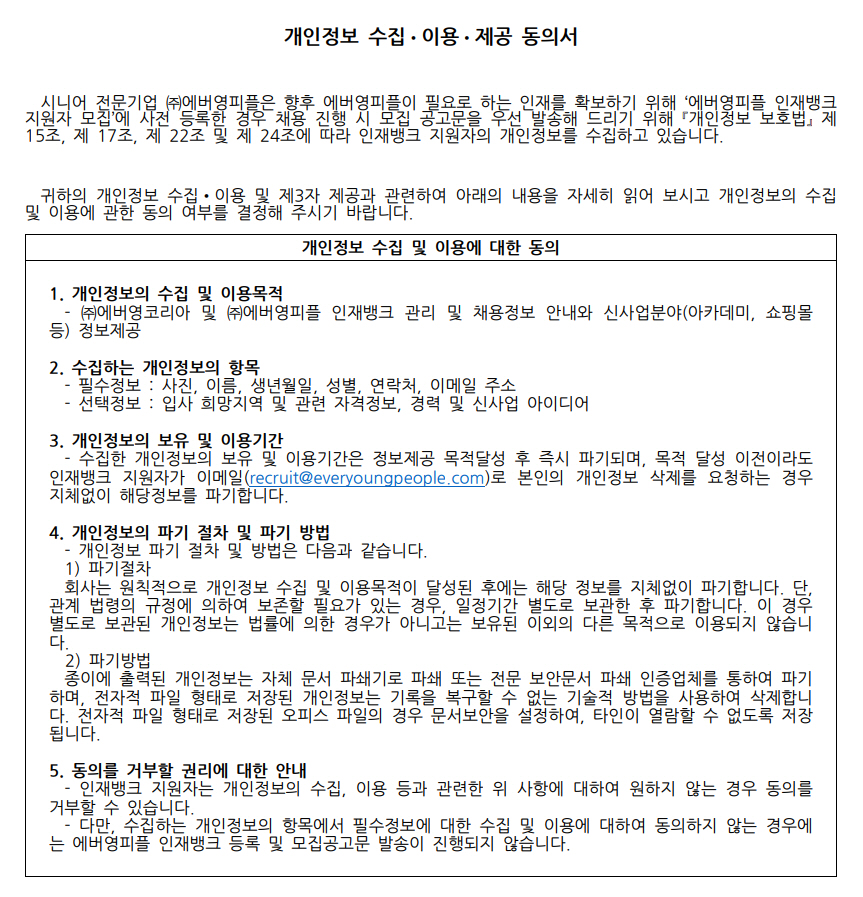 개인정보 수집·이용·제공 동의서
시니어 전문기업 ㈜에버영피플은 향후 에버영피플이 필요로 하는 인재를 확보하기 위해 ‘에버영피플 인재뱅크
지원자 모집’에 사전 등록한 경우 채용 진행 시 모집 공고문을 우선 발송해 드리기 위해 『개인정보 보호법』 제
15조, 제 17조, 제 22조 및 제 24조에 따라 인재뱅크 지원자의 개인정보를 수집하고 있습니다.
귀하의 개인정보 수집·이용 및 제3자 제공과 관련하여 아래의 내용을 자세히 읽어 보시고 개인정보의 수집
및 이용에 관한 동의 여부를 결정해 주시기 바랍니다.
개인정보 수집 및 이용에 대한 동의
1. 개인정보의 수집 및 이용목적
- ㈜에버영코리아 및 ㈜에버영피플 인재뱅크 관리 및 채용정보 안내와 신사업분야(아카데미, 쇼핑몰
등) 정보제공
2. 수집하는 개인정보의 항목
- 필수정보 : 사진, 이름, 생년월일, 성별, 연락처, 이메일 주소
- 선택정보 : 입사 희망지역 및 관련 자격정보, 경력 및 신사업 아이디어
3. 개인정보의 보유 및 이용기간
- 수집한 개인정보의 보유 및 이용기간은 정보제공 목적달성 후 즉시 파기되며, 목적 달성 이전이라도
인재뱅크 지원자가 이메일(recruit@everyoungpeople.com)로 본인의 개인정보 삭제를 요청하는 경우
지체없이 해당정보를 파기합니다.
4. 개인정보의 파기 절차 및 파기 방법
- 개인정보 파기 절차 및 방법은 다음과 같습니다.
1) 파기절차
회사는 원칙적으로 개인정보 수집 및 이용목적이 달성된 후에는 해당 정보를 지체없이 파기합니다. 단,
관계 법령의 규정에 의하여 보존할 필요가 있는 경우, 일정기간 별도로 보관한 후 파기합니다. 이 경우
별도로 보관된 개인정보는 법률에 의한 경우가 아니고는 보유된 이외의 다른 목적으로 이용되지 않습니
다.
2) 파기방법
종이에 출력된 개인정보는 자체 문서 파쇄기로 파쇄 또는 전문 보안문서 파쇄 인증업체를 통하여 파기
하며, 전자적 파일 형태로 저장된 개인정보는 기록을 복구할 수 없는 기술적 방법을 사용하여 삭제합니
다. 전자적 파일 형태로 저장된 오피스 파일의 경우 문서보안을 설정하여, 타인이 열람할 수 없도록 저장
됩니다.
5. 동의를 거부할 권리에 대한 안내
- 인재뱅크 지원자는 개인정보의 수집, 이용 등과 관련한 위 사항에 대하여 원하지 않는 경우 동의를
거부할 수 있습니다.
- 다만, 수집하는 개인정보의 항목에서 필수정보에 대한 수집 및 이용에 대하여 동의하지 않는 경우에
는 에버영피플 인재뱅크 등록 및 모집공고문 발송이 진행되지 않습니다.